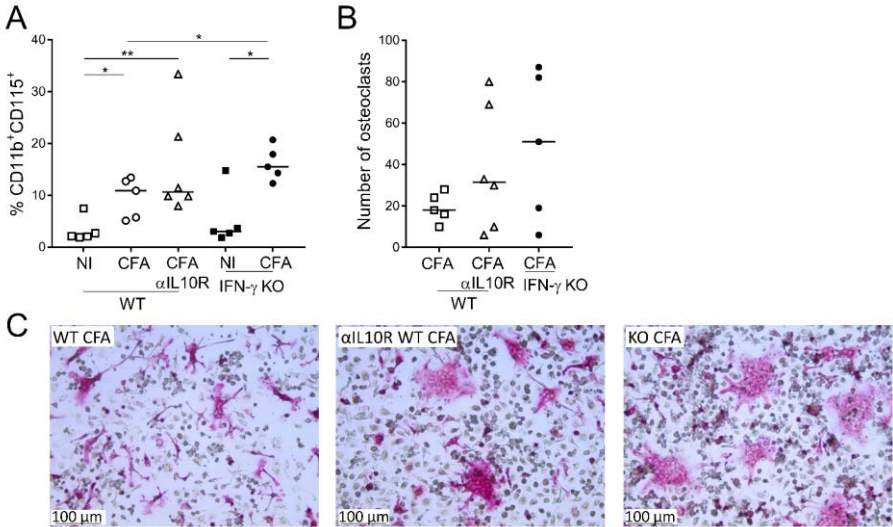 A
% CD11b⁺CD115⁺
40
30
20
10
0
*
**
*
*
NI CFA CFA NI CFA
αIL10R IFN-γ KO
WT
B
Number of osteoclasts
100
80
60
40
20
0
CFA CFA CFA
αIL10R IFN-γ KO
WT
C
WT CFA
100 µm
αIL10R WT CFA
100 µm
KO CFA
100 µm